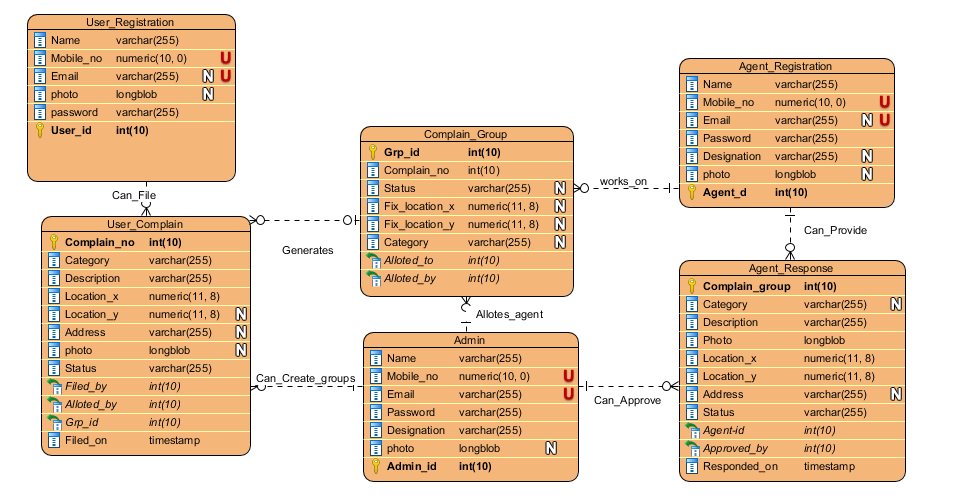 User_Registration
Name varchar(255)
Mobile_no numeric(10, 0) U
Email varchar(255) N U
photo longblob N
password varchar(255)
User_id int(10)
Can_File
User_Complain
Complain_no int(10)
Category varchar(255)
Description varchar(255)
Location_x numeric(11, 8)
Location_y numeric(11, 8) N
Address varchar(255) N
photo longblob N
Status varchar(255)
Filed_by int(10)
Alloted_by int(10)
Grp_id int(10)
Filed_on timestamp
Generates
Can_Create_groups
Complain_Group
Grp_id int(10)
Complain_no int(10)
Status varchar(255) N
Fix_location_x numeric(11, 8) N
Fix_location_y numeric(11, 8) N
Category varchar(255) N
Alloted_to int(10)
Alloted_by int(10)
Allotes_agent
Admin
Name varchar(255)
Mobile_no numeric(10, 0) U
Email varchar(255) U
Password varchar(255)
Designation varchar(255)
photo longblob N
Admin_id int(10)
works_on
Can_Approve
Agent_Registration
Name varchar(255)
Mobile_no numeric(10, 0) U
Email varchar(255) N U
Password varchar(255)
Designation varchar(255) N
photo longblob N
Agent_d int(10)
Can_Provide
Agent_Response
Complain_group int(10)
Category varchar(255) N
Description varchar(255)
Photo longblob
Location_x numeric(11, 8)
Location_y numeric(11, 8)
Address varchar(255) N
Status varchar(255)
Agent-id int(10)
Approved_by int(10)
Responded_on timestamp